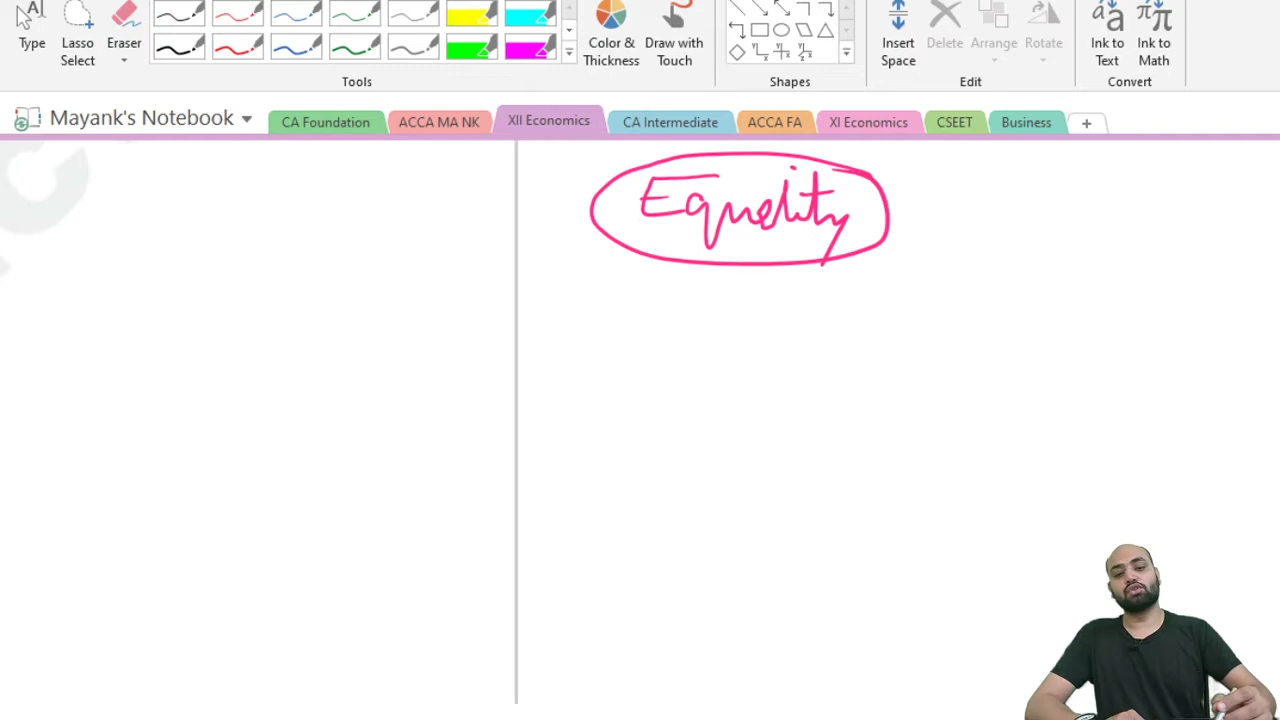 Type
Lasso Select
Eraser
Color & Thickness
Draw with Touch
Insert Space
Delete
Arrange
Rotate
Ink to Text
Ink to Math
Tools
Shapes
Edit
Convert
Mayank's Notebook
CA Foundation
ACCA MA NK
XII Economics
CA Intermediate
ACCA FA
XI Economics
CSEET
Business
Equality